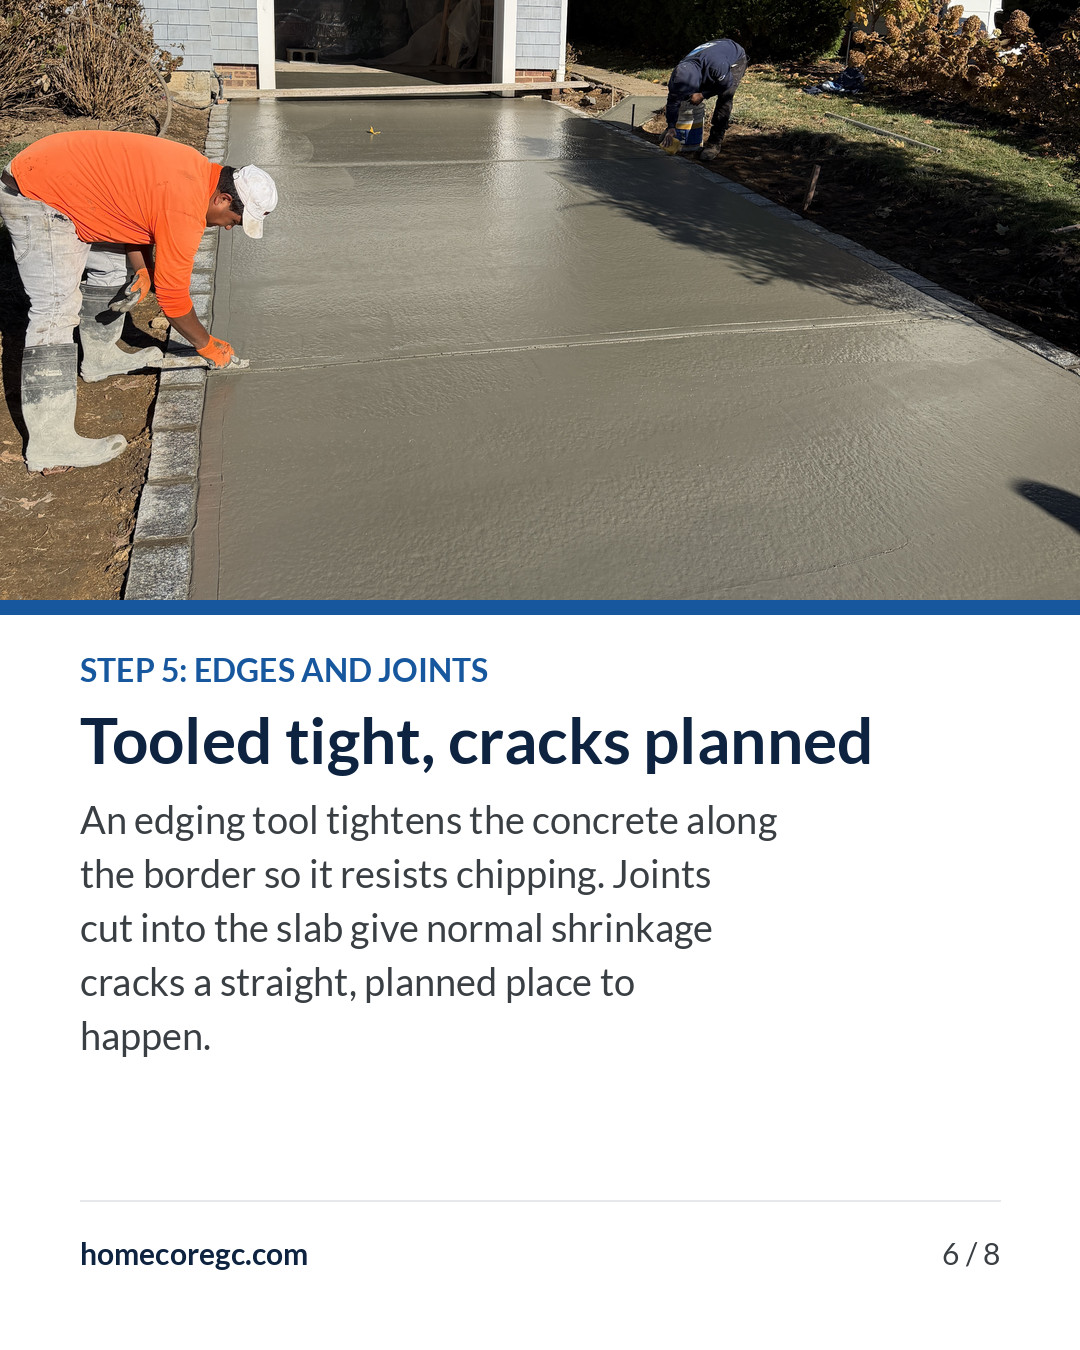 STEP 5: EDGES AND JOINTS
Tooled tight, cracks planned
An edging tool tightens the concrete along
the border so it resists chipping. Joints
cut into the slab give normal shrinkage
cracks a straight, planned place to
happen.
homecoregc.com
6 / 8